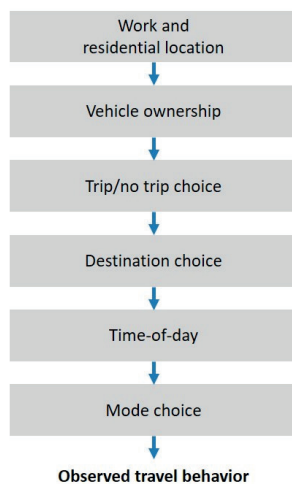 Work and
residential location
Vehicle ownership
Trip/no trip choice
Destination choice
Time-of-day
Mode choice
Observed travel behavior